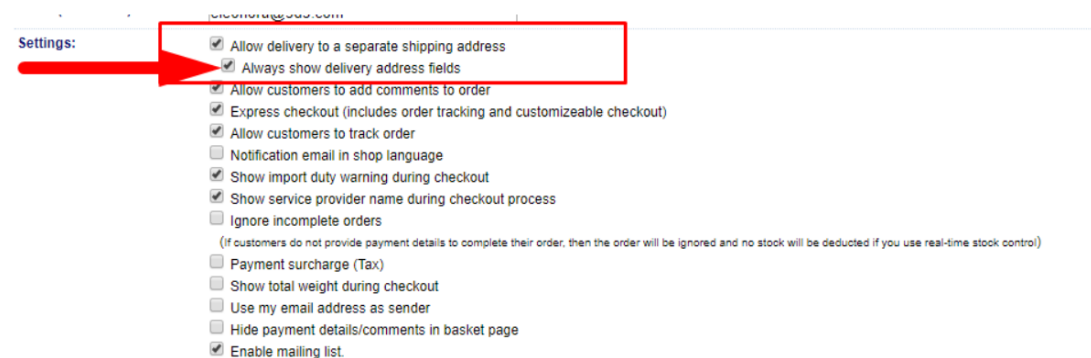 Settings:
Allow delivery to a separate shipping address
Always show delivery address fields
Allow customers to add comments to order
Express checkout (includes order tracking and customizeable checkout)
Allow customers to track order
Notification email in shop language
Show import duty warning during checkout
Show service provider name during checkout process
Ignore incomplete orders
(If customers do not provide payment details to complete their order, then the order will be ignored and no stock will be deducted if you use real-time stock control)
Payment surcharge (Tax)
Show total weight during checkout
Use my email address as sender
Hide payment details/comments in basket page
Enable mailing list.